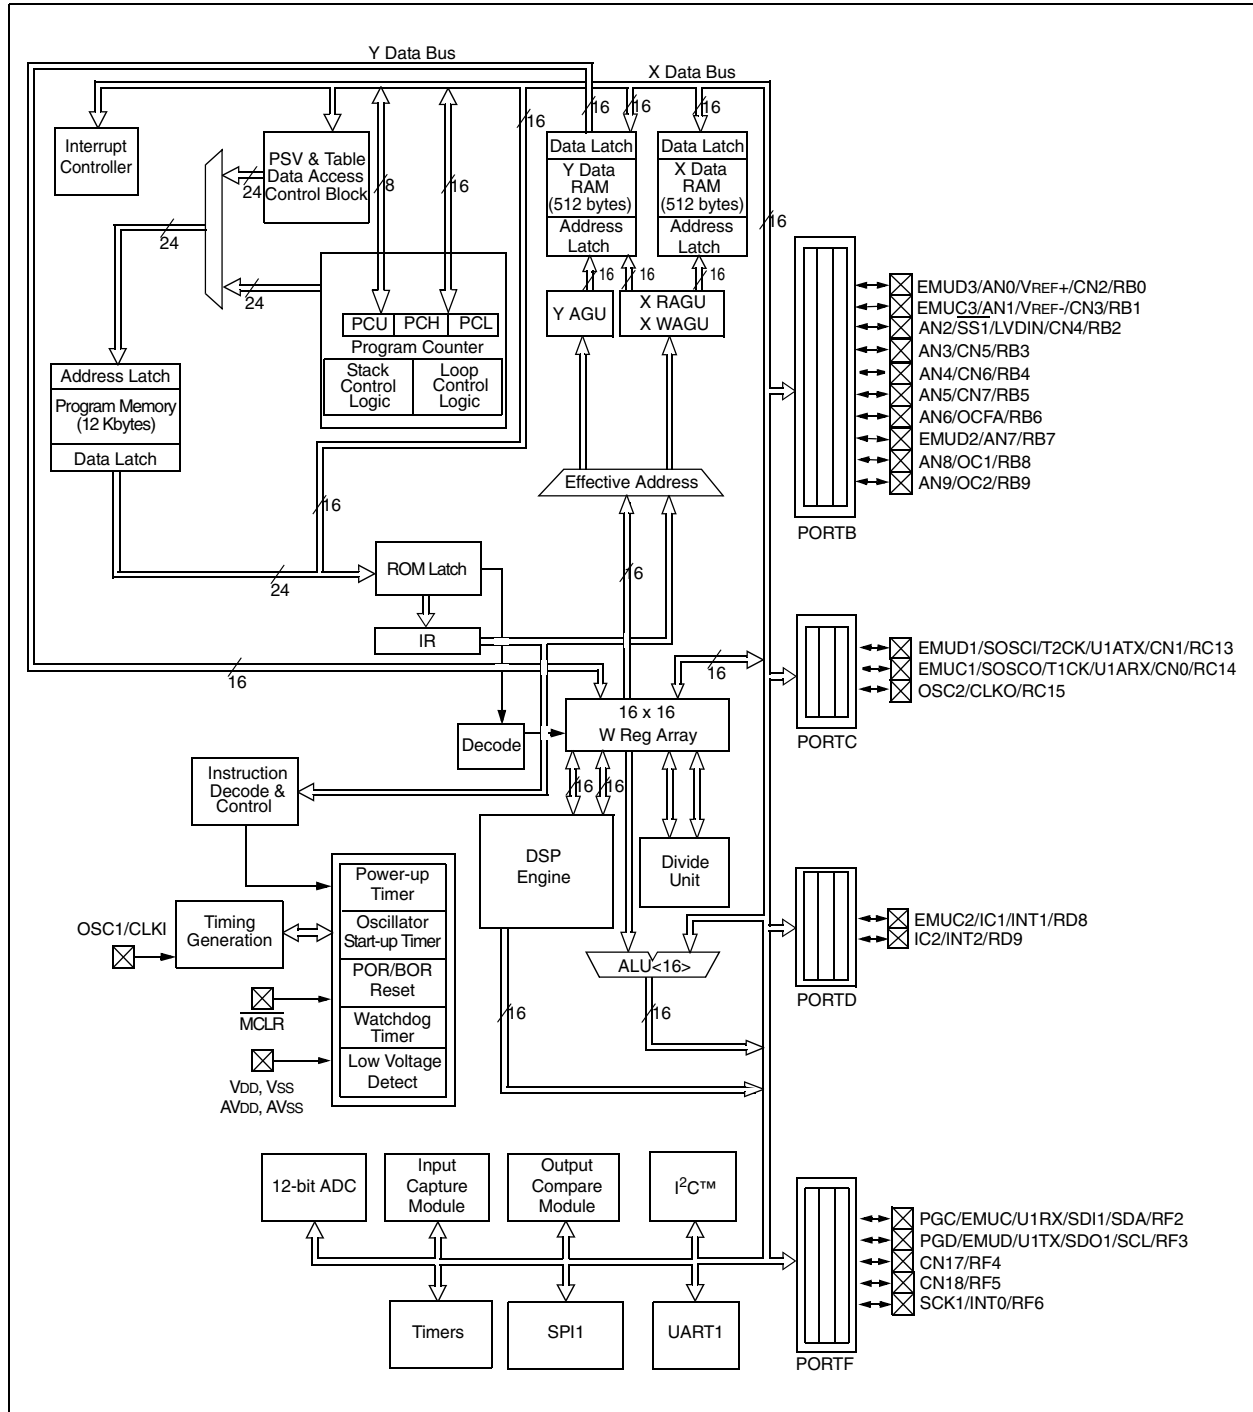 Y Data Bus
X Data Bus
16
16
16
16
Interrupt
Controller
PSV & Table
Data Access
Control Block
24
8
16
Data Latch
Y Data
RAM
(512 bytes)
Address
Latch
Data Latch
X Data
RAM
(512 bytes)
Address
Latch
16
24
24
16
16
16
Y AGU
X RAGU
X WAGU
PCU
PCH
PCL
Program Counter
Stack
Control
Logic
Loop
Control
Logic
Address Latch
Program Memory
(12 Kbytes)
Data Latch
Effective Address
16
24
ROM Latch
16
IR
16
16
16 x 16
W Reg Array
Decode
Instruction
Decode &
Control
16
16
DSP
Engine
Divide
Unit
Power-up
Timer
Oscillator
Start-up Timer
POR/BOR
Reset
Watchdog
Timer
Low Voltage
Detect
OSC1/CLKI
Timing
Generation
MCLR
VDD, VSS
AVDD, AVSS
ALU<16>
16
16
12-bit ADC
Input
Capture
Module
Output
Compare
Module
I²C™
Timers
SPI1
UART1
EMUD3/AN0/VREF+/CN2/RB0
EMUC3/AN1/VREF-/CN3/RB1
AN2/SS1/LVDIN/CN4/RB2
AN3/CN5/RB3
AN4/CN6/RB4
AN5/CN7/RB5
AN6/OCFA/RB6
EMUD2/AN7/RB7
AN8/OC1/RB8
AN9/OC2/RB9
PORTB
EMUD1/SOSCI/T2CK/U1ATX/CN1/RC13
EMUC1/SOSCO/T1CK/U1ARX/CN0/RC14
OSC2/CLKO/RC15
PORTC
EMUC2/IC1/INT1/RD8
IC2/INT2/RD9
PORTD
PGC/EMUC/U1RX/SDI1/SDA/RF2
PGD/EMUD/U1TX/SDO1/SCL/RF3
CN17/RF4
CN18/RF5
SCK1/INT0/RF6
PORTF